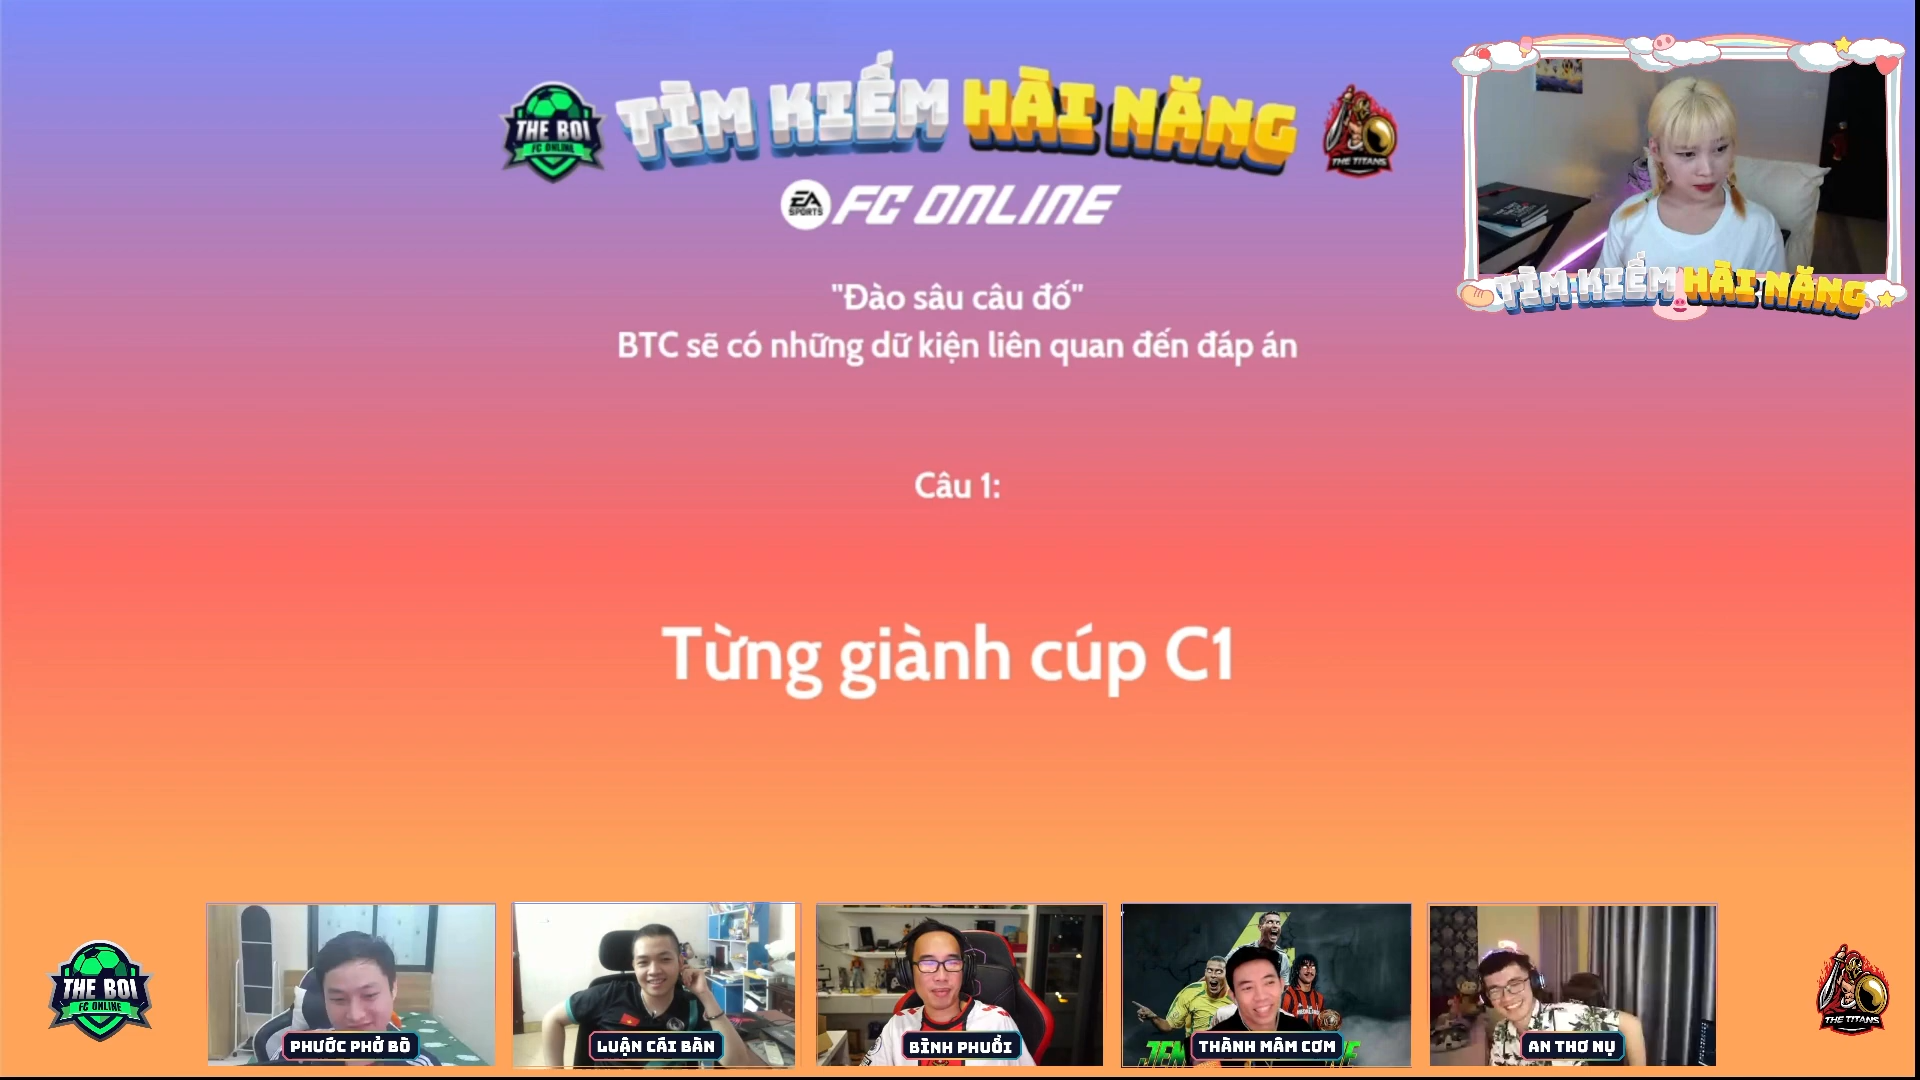 THE BOI
FC ONLINE
TÌM KIẾM HÀI NĂNG
THE TITANS
EA SPORTS FC ONLINE
"Đào sâu câu đố"
BTC sẽ có những dữ kiện liên quan đến đáp án
TÌM KIẾM HÀI NĂNG
Câu 1:
Từng giành cúp C1
THE BOI
FC ONLINE
PHƯỚC PHỞ BÒ
LUẬN CÁI BÀN
BÌNH PHUỔI
THÀNH MÂM CƠM
AN THƠ NỤ
THE TITANS